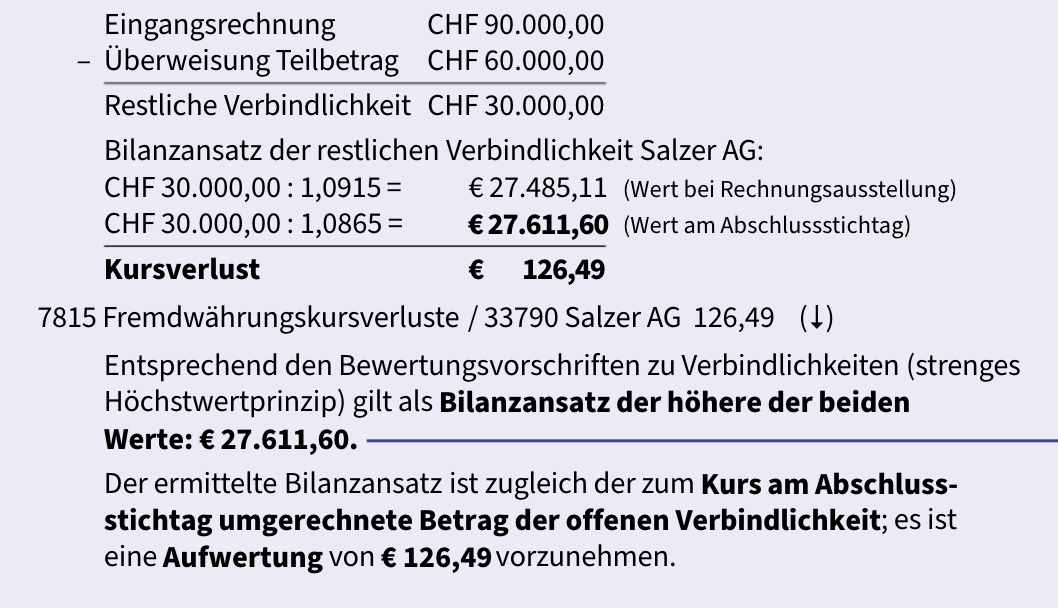 Eingangsrechnung CHF 90.000,00
– Überweisung Teilbetrag CHF 60.000,00
Restliche Verbindlichkeit CHF 30.000,00
Bilanzansatz der restlichen Verbindlichkeit Salzer AG:
CHF 30.000,00 : 1,0915 = € 27.485,11 (Wert bei Rechnungsausstellung)
CHF 30.000,00 : 1,0865 = € 27.611,60 (Wert am Abschlussstichtag)
Kursverlust € 126,49
7815 Fremdwährungskursverluste / 33790 Salzer AG 126,49 (↓)
Entsprechend den Bewertungsvorschriften zu Verbindlichkeiten (strenges
Höchstwertprinzip) gilt als Bilanzansatz der höhere der beiden
Werte: € 27.611,60.
Der ermittelte Bilanzansatz ist zugleich der zum Kurs am Abschluss-
stichtag umgerechnete Betrag der offenen Verbindlichkeit; es ist
eine Aufwertung von € 126,49 vorzunehmen.